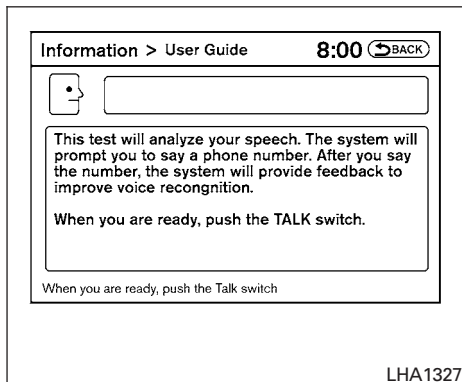 Information > User Guide 8:00 BACK
This test will analyze your speech. The system will
prompt you to say a phone number. After you say
the number, the system will provide feedback to
improve voice recongnition.
When you are ready, push the TALK switch.
When you are ready, push the Talk switch
LHA1327